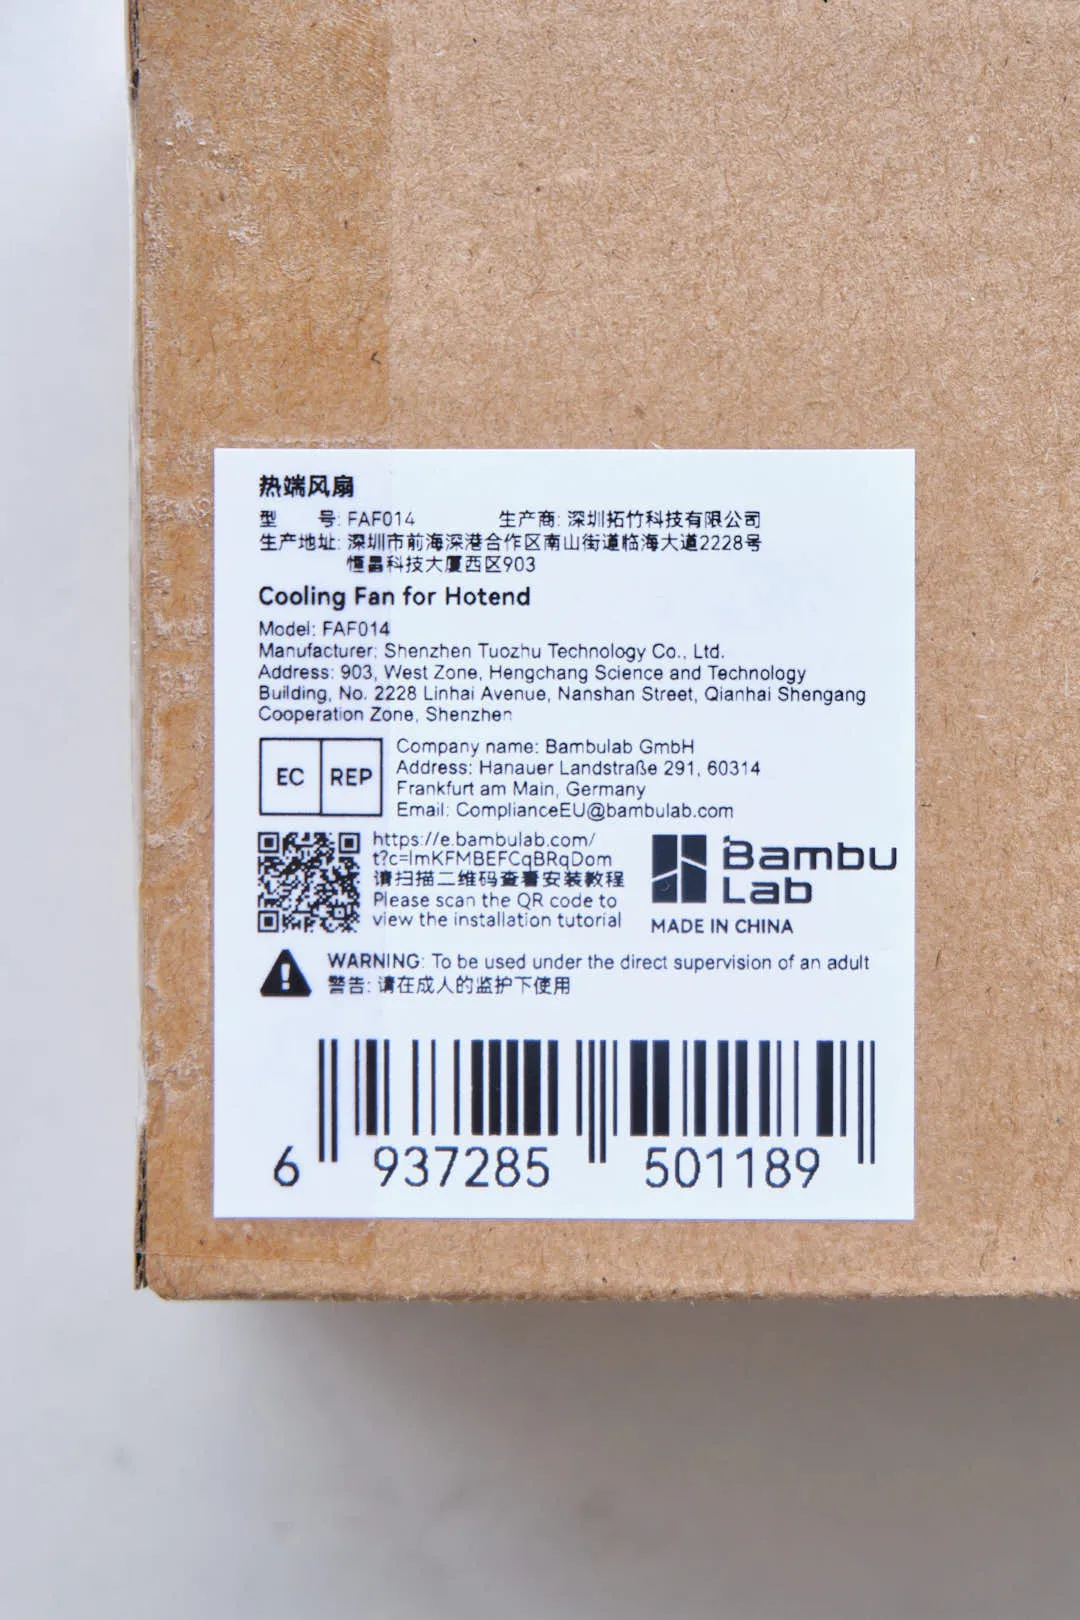 热端风扇
型 号: FAF014 生产商: 深圳拓竹科技有限公司
生产地址: 深圳市前海深港合作区南山街道临海大道2228号
恒昌科技大厦西区903
Cooling Fan for Hotend
Model: FAF014
Manufacturer: Shenzhen Tuozhu Technology Co., Ltd.
Address: 903, West Zone, Hengchang Science and Technology
Building, No. 2228 Linhai Avenue, Nanshan Street, Qianhai Shengang
Cooperation Zone, Shenzhen
EC REP
Company name: Bambulab GmbH
Address: Hanauer Landstraße 291, 60314
Frankfurt am Main, Germany
Email: ComplianceEU@bambulab.com
https://e.bambulab.com/
t?c=lmKFMBEFCqBRqDom
请扫描二维码查看安装教程
Please scan the QR code to
view the installation tutorial
Bambu
Lab
MADE IN CHINA
WARNING: To be used under the direct supervision of an adult
警告: 请在成人的监护下使用
6 937285 501189